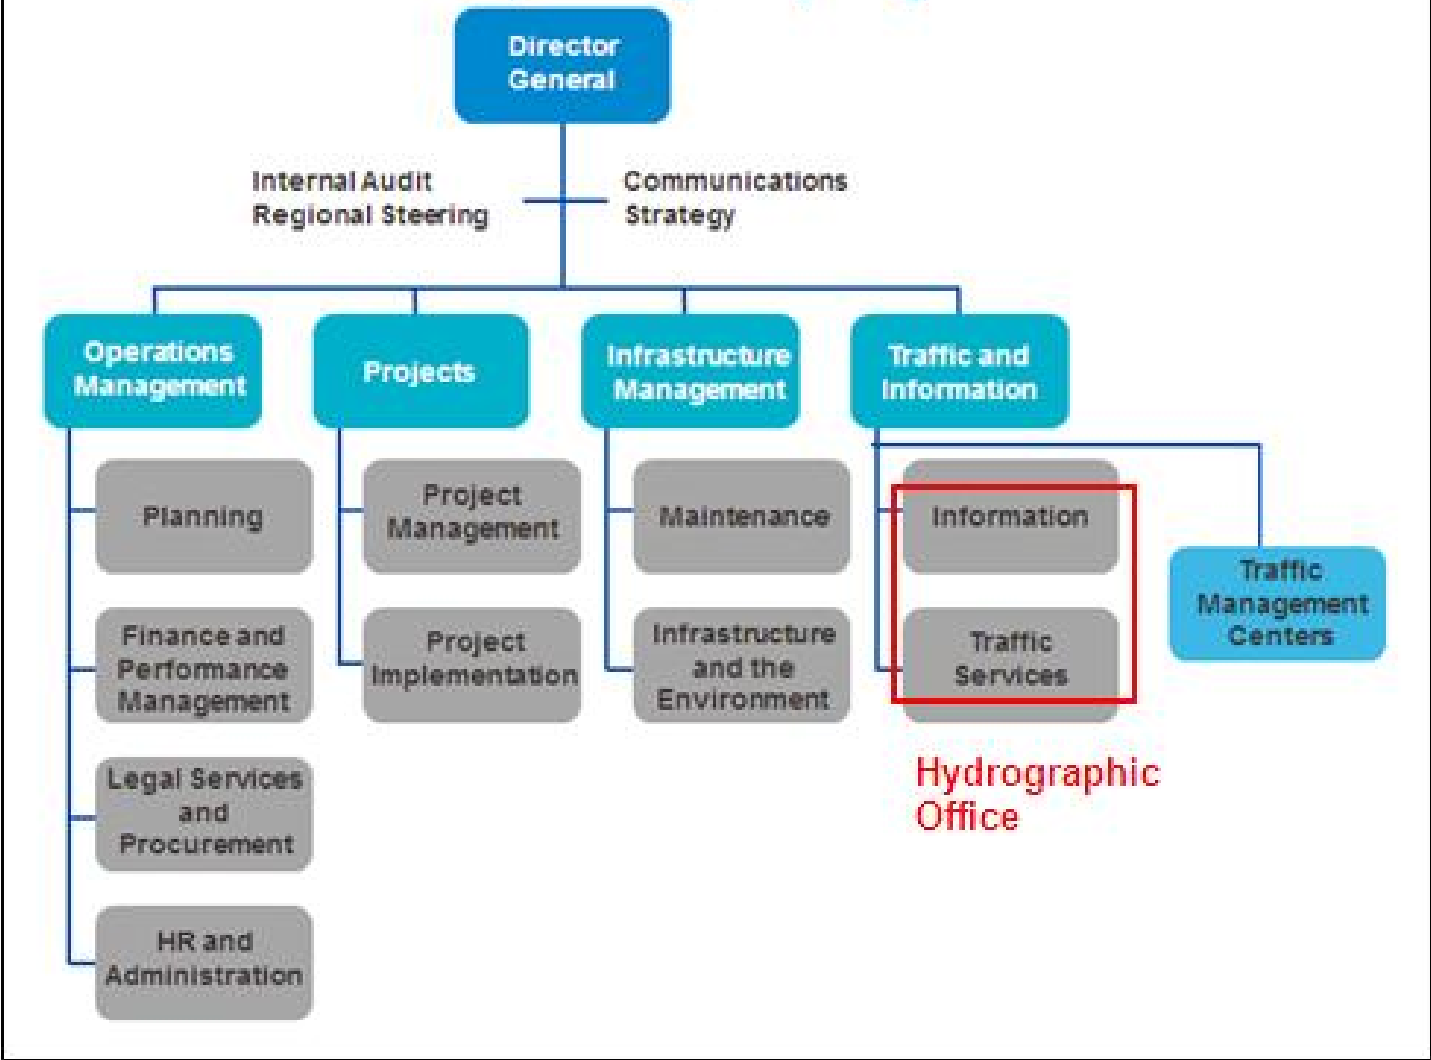 Director
General
Internal Audit
Regional Steering
Communications
Strategy
Operations
Management
Projects
Infrastructure
Management
Traffic and
Information
Planning
Finance and
Performance
Management
Legal Services
and
Procurement
HR and
Administration
Project
Management
Project
Implementation
Maintenance
Infrastructure
and the
Environment
Information
Traffic
Services
Traffic
Management
Centers
Hydrographic
Office